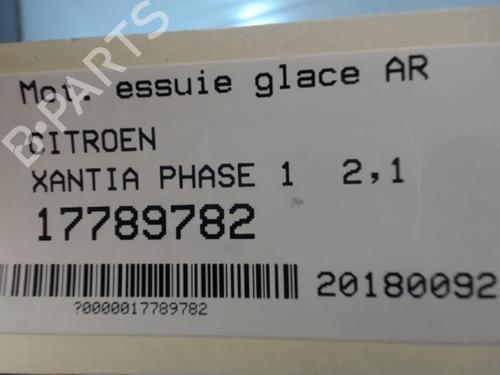 Mot. essuie glace AR
CITROEN
XANTIA PHASE 1 2,1
17789782
20180092
?0000017789782
B-PARTS